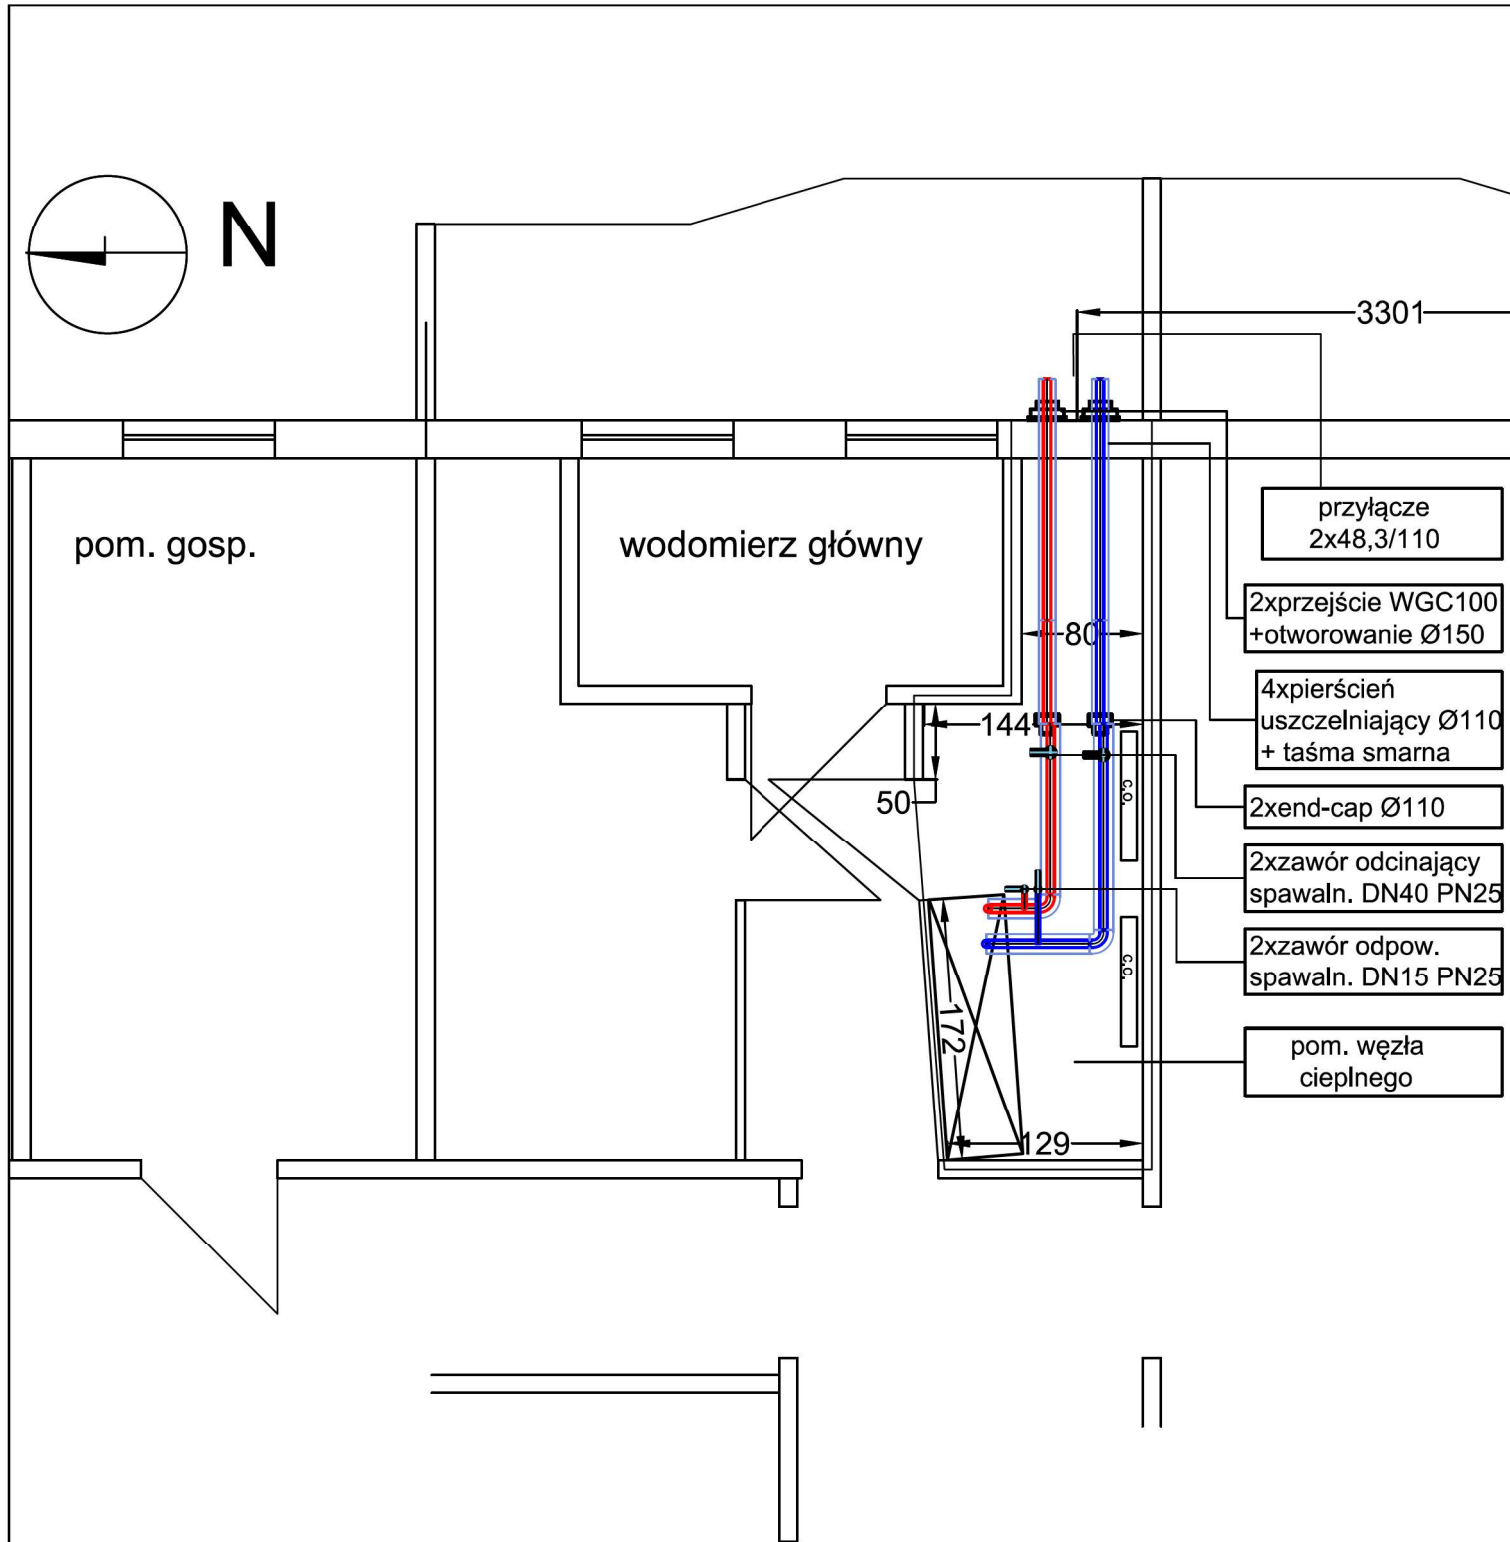 N
3301
pom. gosp.
wodomierz główny
przyłącze
2x48,3/110
2xprzejście WGC100
+otworowanie Ø150
80
4xpierścień
uszczelniający Ø110
+ taśma smarna
144
c.o.
50
2xend-cap Ø110
2xzawór odcinający
spawaln. DN40 PN25
2xzawór odpow.
spawaln. DN15 PN25
c.o.
172
pom. węzła
cieplnego
129